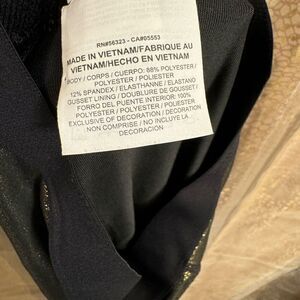 RN#56323 - CA#05553
MADE IN VIETNAM/FABRIQUE AU
VIETNAM/HECHO EN VIETNAM
BODY / CORPS / CUERPO: 88% POLYESTER /
POLYESTER / POLIESTER
12% SPANDEX / ELASTHANNE / ELASTANO
GUSSET LINING / DOUBLURE DE GOUSSET /
FORRO DEL PUENTE INTERIOR: 100%
POLYESTER / POLYESTER / POLIESTER
EXCLUSIVE OF DECORATION / DECORATION
NON COMPRISE / NO INCLUYE LA
DECORACION